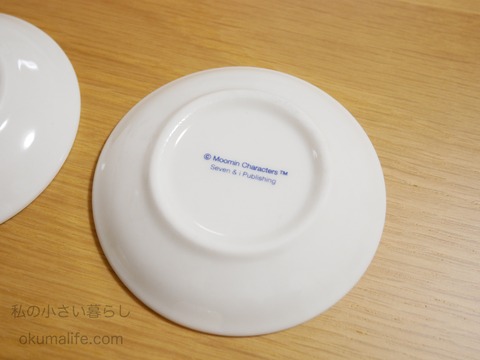 © Moomin Characters ™
Seven & i Publishing
私の小さい暮らし
okumalife.com